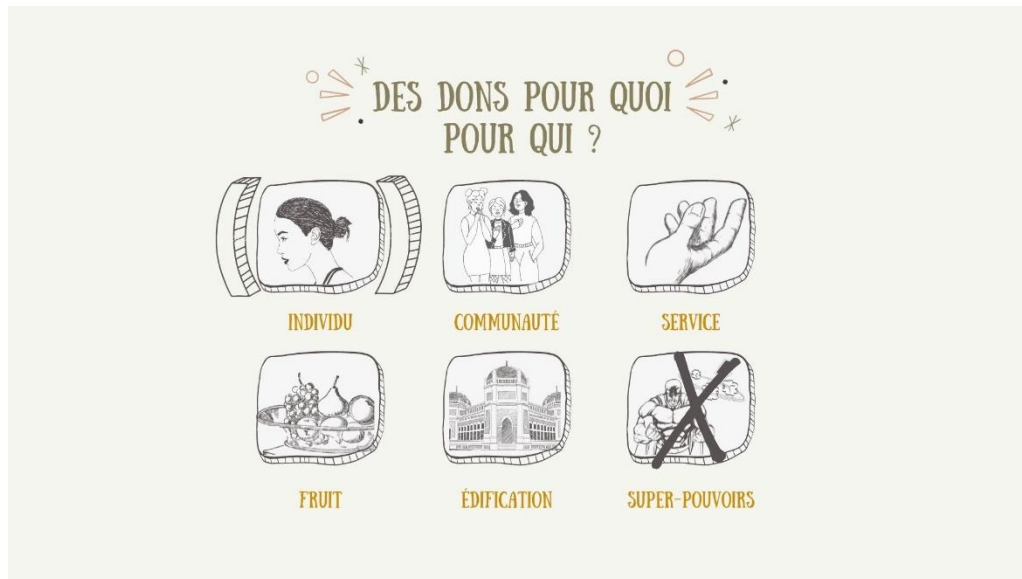 DES DONS POUR QUOI
POUR QUI ?
INDIVIDU
COMMUNAUTÉ
SERVICE
FRUIT
ÉDIFICATION
SUPER-POUVOIRS